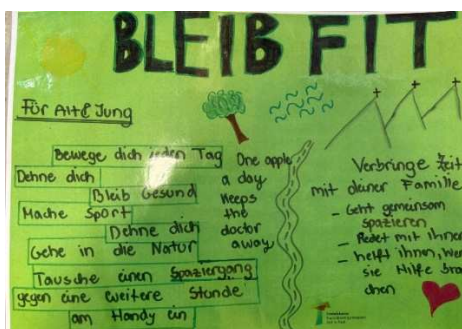 BLEIB FIT
Für Alt & Jung
Bewege dich jeden Tag
Dehne dich
Bleib Gesund
Mache Sport
Dehne dich
Gehe in die Natur
Tausche einen Spaziergang
gegen eine weitere Stunde
am Handy ein
One apple
a day
Keeps
the
doctor
away
Verbringe Zeit
mit deiner Familie
- Geht gemeinsam
spazieren
- Redet mit ihnen
- helft ihnen, wen
sie Hilfe brau
chen